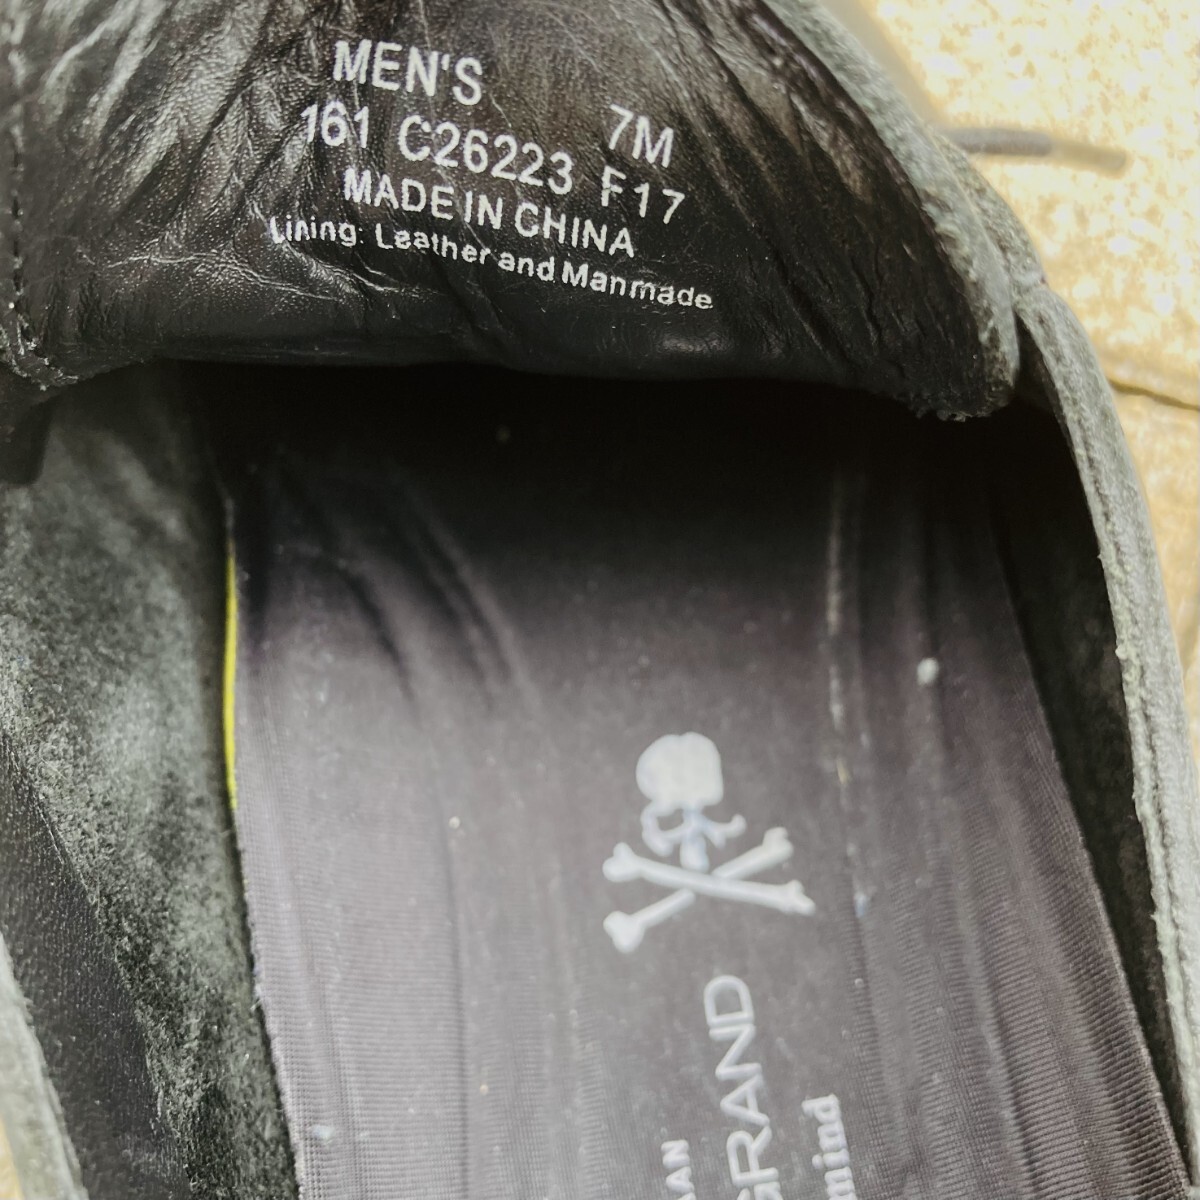 MEN'S
7M
161 C26223 F17
MADE IN CHINA
Lining: Leather and Manmade
GRAND